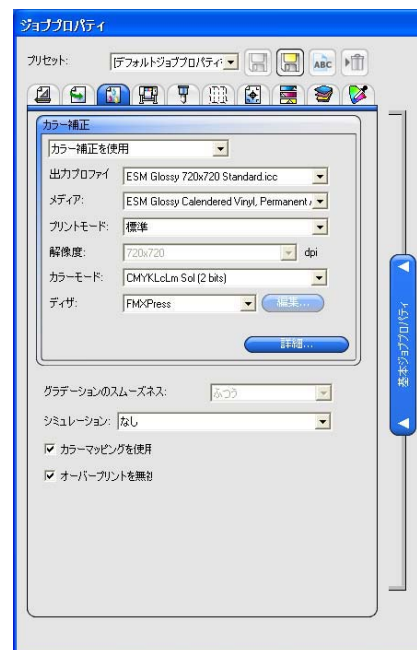 ジョブプロパティ
プリセット: [デフォルトジョブプロパティ
ABC
カラー補正
カラー補正を使用
出力プロファイ ESM Glossy 720x720 Standard.icc
メディア: ESM Glossy Calendered Vinyl, Permanent
プリントモード: 標準
解像度: 720x720 dpi
カラーモード: CMYKLcLm Sol (2 bits)
ディザ: FMXPress 編集...
詳細...
グラデーションのスムーズネス: ふつう
シミュレーション: なし
カラーマッピングを使用
オーバープリントを無効
基本ジョブプロパティ